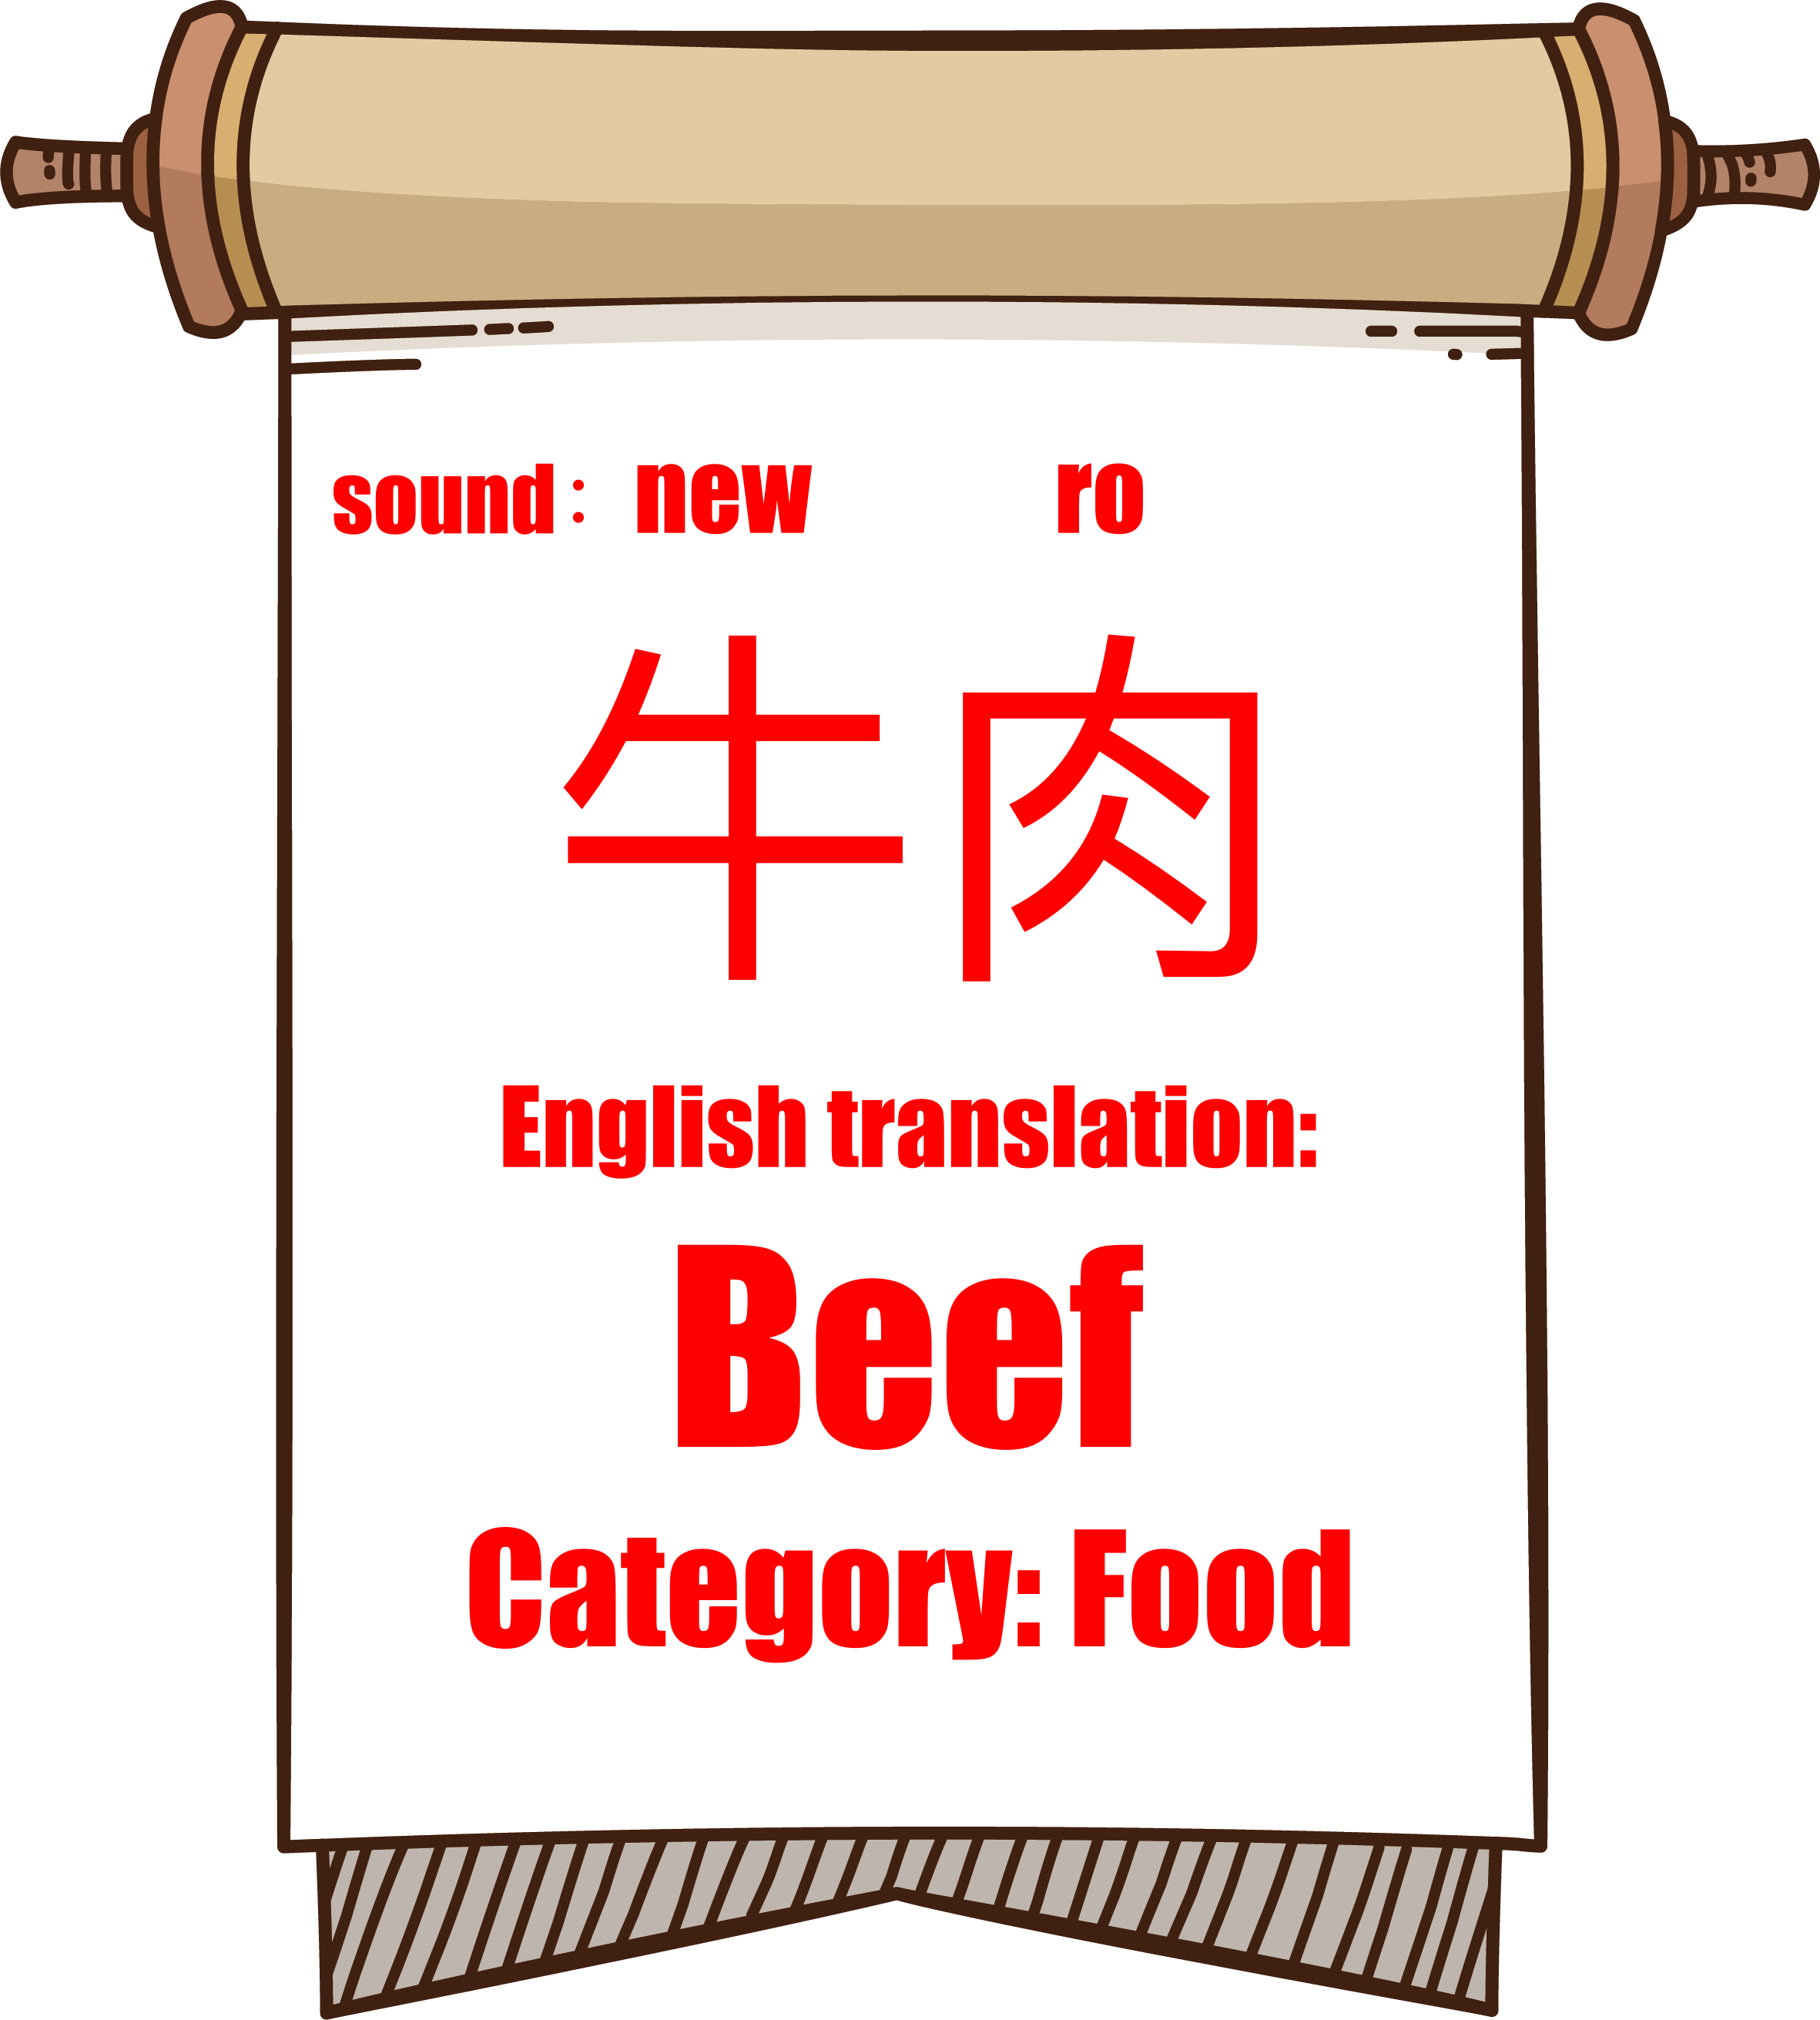 sound： new ro
牛肉
English translation:
Beef
Category: Food